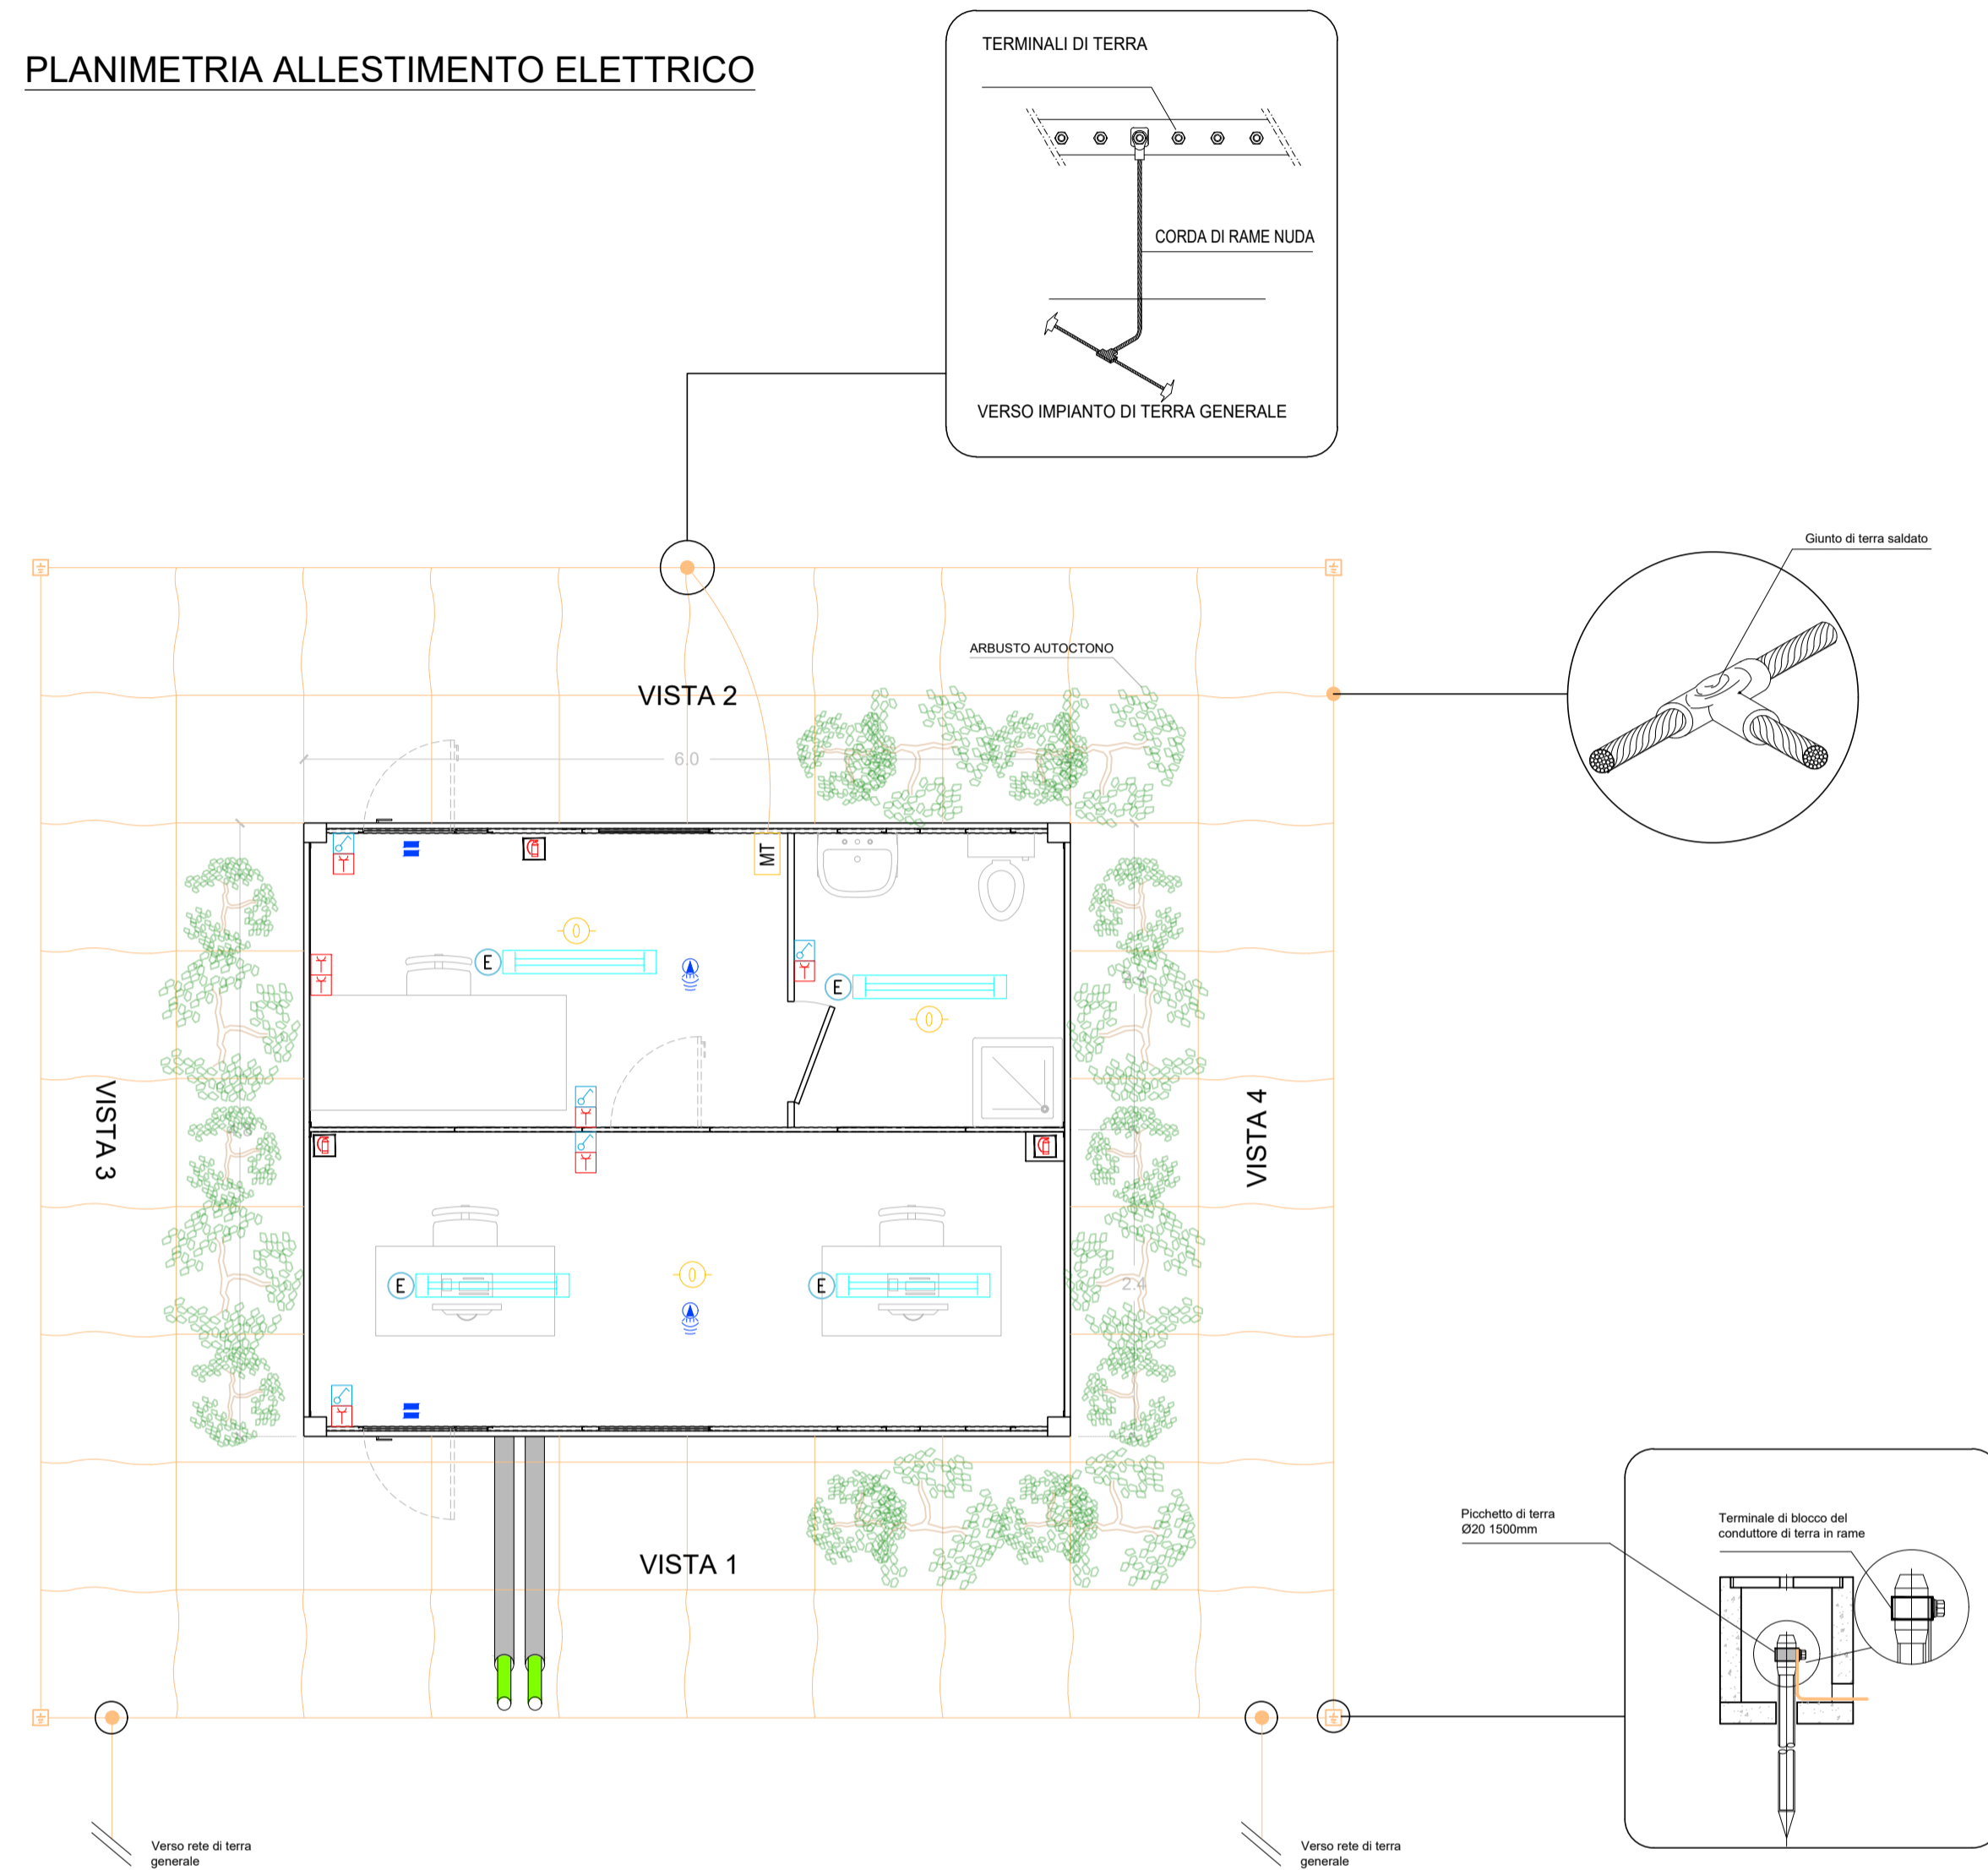 PLANIMETRIA ALLESTIMENTO ELETTRICO
TERMINALI DI TERRA
CORDA DI RAME NUDA
VERSO IMPIANTO DI TERRA GENERALE
Giunto di terra saldato
ARBUSTO AUTOCTONO
VISTA 2
6.0
MT
E
E
VISTA 3
VISTA 4
E
E
2.4
VISTA 1
Picchetto di terra
Ø20 1500mm
Terminale di blocco del
conduttore di terra in rame
Verso rete di terra
generale
Verso rete di terra
generale